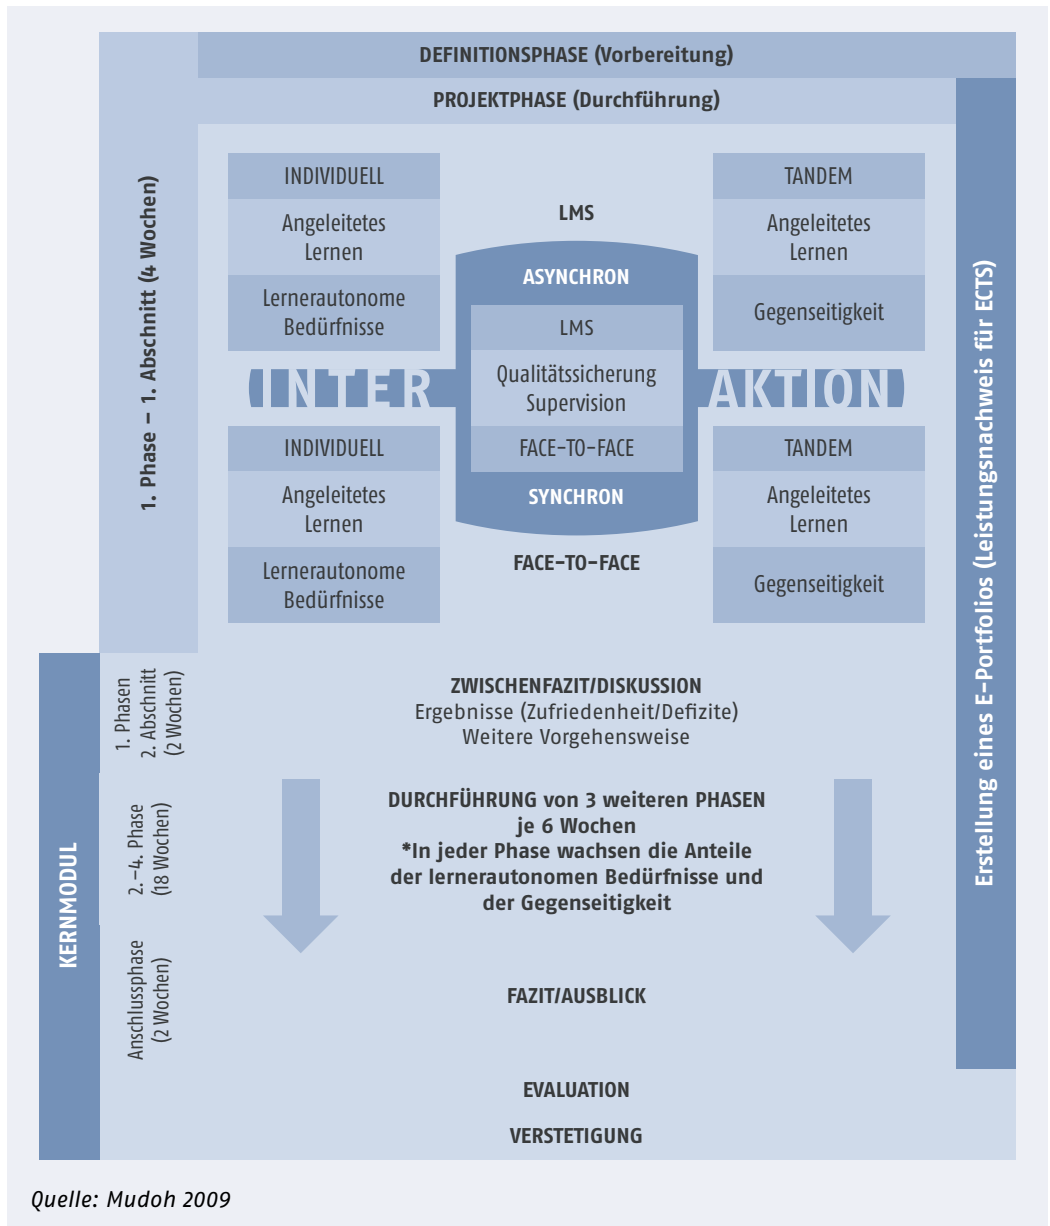 DEFINITIONSPHASE (Vorbereitung)
PROJEKTPHASE (Durchführung)
1. Phase – 1. Abschnitt (4 Wochen)
INDIVIDUELL
Angeleitetes
Lernen
Lernerautonome
Bedürfnisse
LMS
TANDEM
Angeleitetes
Lernen
Gegenseitigkeit
ASYNCHRON
LMS
Qualitätssicherung
Supervision
FACE-TO-FACE
SYNCHRON
INTER
AKTION
INDIVIDUELL
Angeleitetes
Lernen
Lernerautonome
Bedürfnisse
FACE-TO-FACE
TANDEM
Angeleitetes
Lernen
Gegenseitigkeit
Erstellung eines E-Portfolios (Leistungsnachweis für ECTS)
KERNMODUL
1. Phasen
2. Abschnitt
(2 Wochen)
ZWISCHENFAZIT/DISKUSSION
Ergebnisse (Zufriedenheit/Defizite)
Weitere Vorgehensweise
2.–4. Phase
(18 Wochen)
DURCHFÜHRUNG von 3 weiteren PHASEN
je 6 Wochen
*In jeder Phase wachsen die Anteile
der lernerautonomen Bedürfnisse und
der Gegenseitigkeit
Anschlussphase
(2 Wochen)
FAZIT/AUSBLICK
EVALUATION
VERSTETIGUNG
Quelle: Mudoh 2009